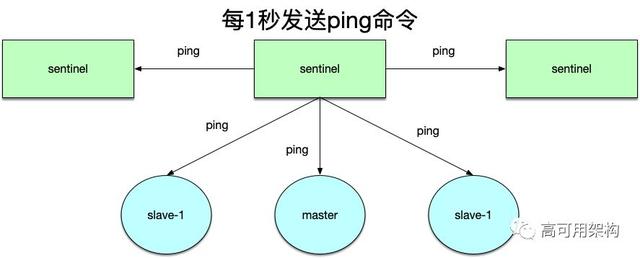 每1秒发送ping命令
sentinel
ping
sentinel
ping
sentinel
ping
ping
ping
slave-1
master
slave-1
高可用架构